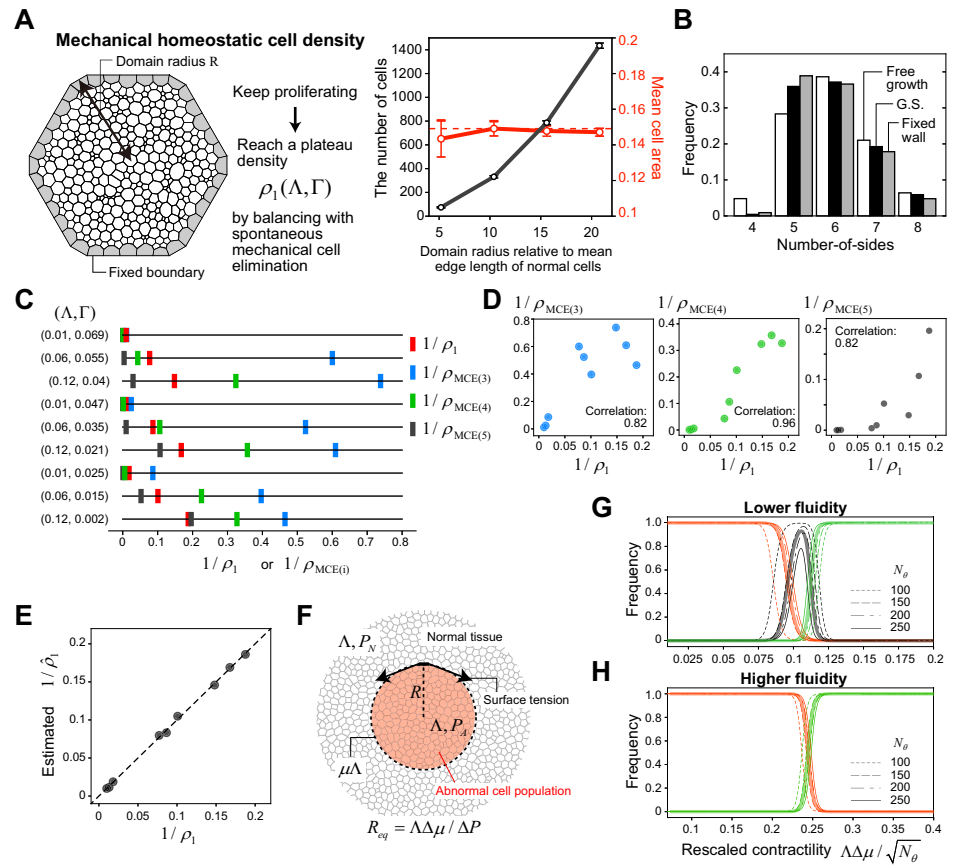 A
Mechanical homeostatic cell density
Domain radius R
Keep proliferating
Reach a plateau
density
ρ1(Λ,Γ)
by balancing with
spontaneous
mechanical cell
elimination
Fixed boundary
The number of cells
1400
1200
1000
800
600
400
200
0
5 10 15 20
Domain radius relative to mean
edge length of normal cells
0.2
0.18
0.16
0.14
0.12
0.1
Mean cell area
B
Frequency
0.4
0.3
0.2
0.1
0
Free
growth
G.S.
Fixed
wall
4 5 6 7 8
Number-of-sides
C
(Λ,Γ)
(0.01, 0.069)
(0.06, 0.055)
(0.12, 0.04)
(0.01, 0.047)
(0.06, 0.035)
(0.12, 0.021)
(0.01, 0.025)
(0.06, 0.015)
(0.12, 0.002)
0 0.1 0.2 0.3 0.4 0.5 0.6 0.7 0.8
1/ρ1 or 1/ρMCE(i)
1/ρ1
1/ρMCE(3)
1/ρMCE(4)
1/ρMCE(5)
D
1/ρMCE(3)
0.8
0.6
0.4
0.2
0
Correlation:
0.82
0 0.05 0.1 0.15 0.2
1/ρ1
1/ρMCE(4)
0.4
0.3
0.2
0.1
0
Correlation:
0.96
0 0.05 0.1 0.15 0.2
1/ρ1
1/ρMCE(5)
0.2
0.15
0.1
0.05
0
Correlation:
0.82
0 0.05 0.1 0.15 0.2
1/ρ1
E
Estimated 1/ρ̂1
0.2
0.15
0.1
0.05
0
0 0.05 0.1 0.15 0.2
1/ρ1
F
Λ, PN
Normal tissue
R
Surface tension
Λ, PA
μΛ
Abnormal cell population
Req = ΛΔμ/ΔP
G
Lower fluidity
Frequency
1.0
0.8
0.6
0.4
0.2
0
Nθ
100
150
200
250
0.025 0.05 0.075 0.1 0.125 0.15 0.175 0.2
H
Higher fluidity
Frequency
1.0
0.8
0.6
0.4
0.2
0
Nθ
100
150
200
250
0.1 0.15 0.2 0.25 0.3 0.35 0.4
Rescaled contractility ΛΔμ/√Nθ